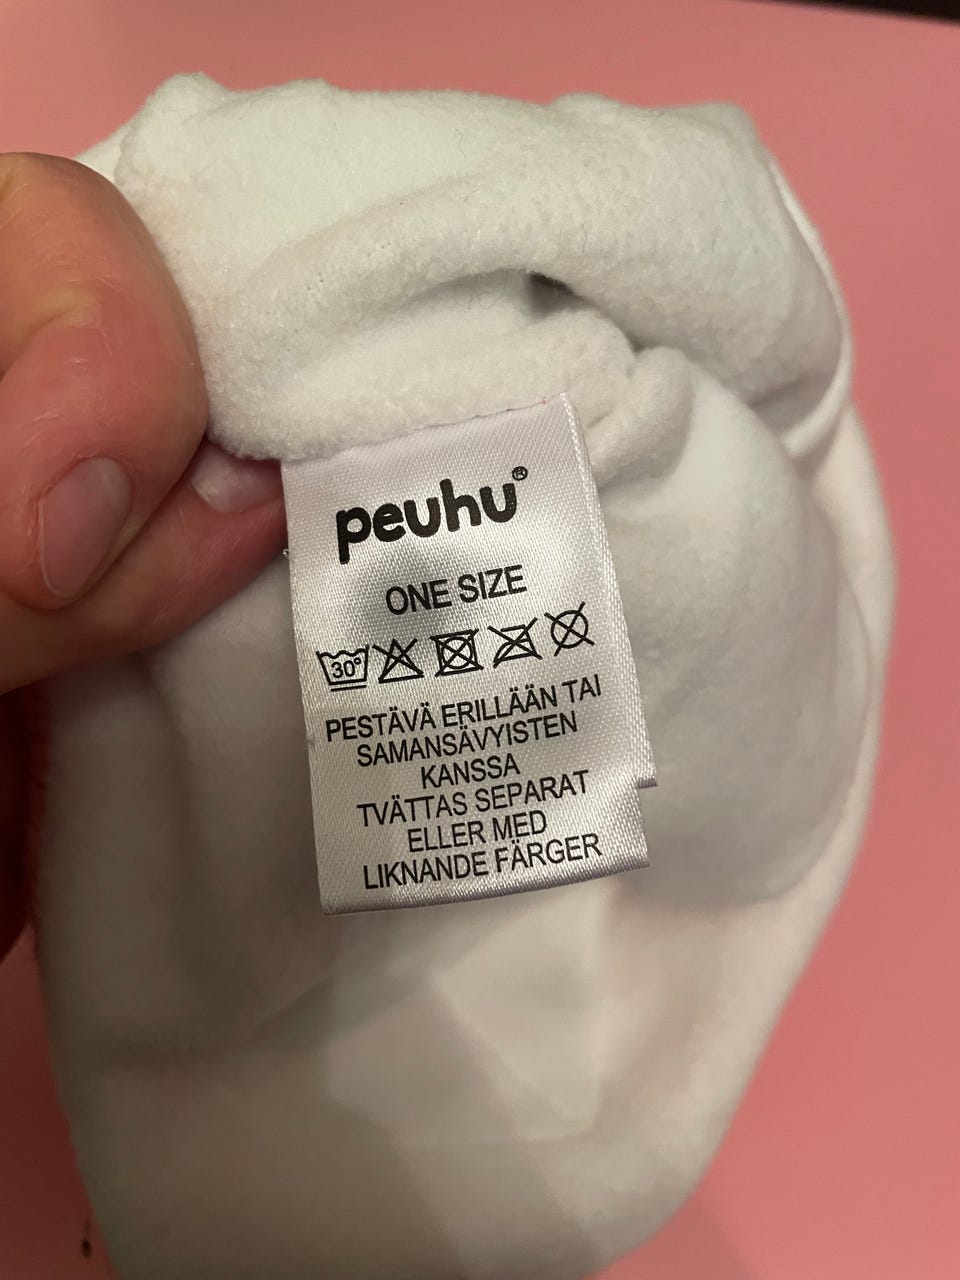 peuhu®
ONE SIZE
30°
PESTÄVÄ ERILLÄÄN TAI
SAMANSÄVYISTEN
KANSSA
TVÄTTAS SEPARAT
ELLER MED
LIKNANDE FÄRGER